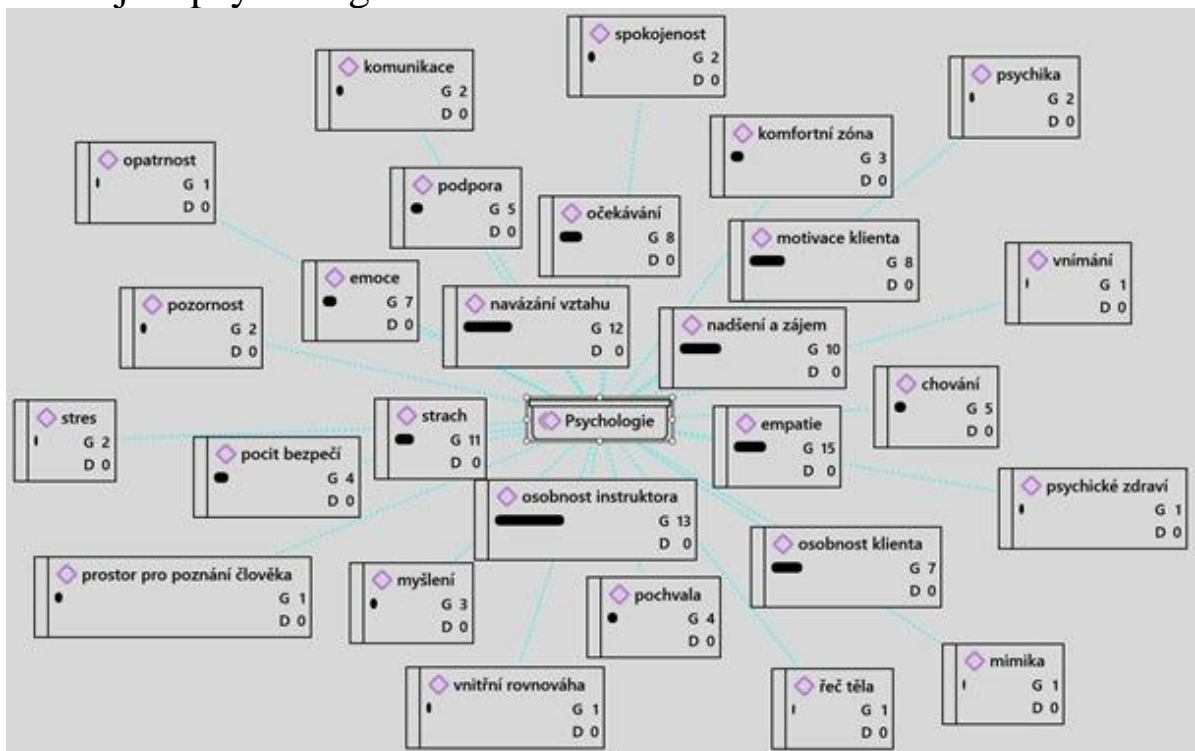 spokojenost
G 2
D 0
komunikace
G 2
D 0
psychika
G 2
D 0
komfortní zóna
G 3
D 0
opatrnost
G 1
D 0
podpora
G 5
D 0
očekávání
G 8
D 0
motivace klienta
G 8
D 0
vnímání
G 1
D 0
emoce
G 7
D 0
pozornost
G 2
D 0
navázání vztahu
G 12
D 0
nadšení a zájem
G 10
D 0
chování
G 5
D 0
stres
G 2
D 0
strach
G 11
D 0
Psychologie
empatie
G 15
D 0
pocit bezpečí
G 4
D 0
psychické zdraví
G 1
D 0
osobnost instruktora
G 13
D 0
osobnost klienta
G 7
D 0
prostor pro poznání člověka
G 1
D 0
myšlení
G 3
D 0
pochvala
G 4
D 0
mimika
G 1
D 0
vnitřní rovnováha
G 1
D 0
řeč těla
G 1
D 0